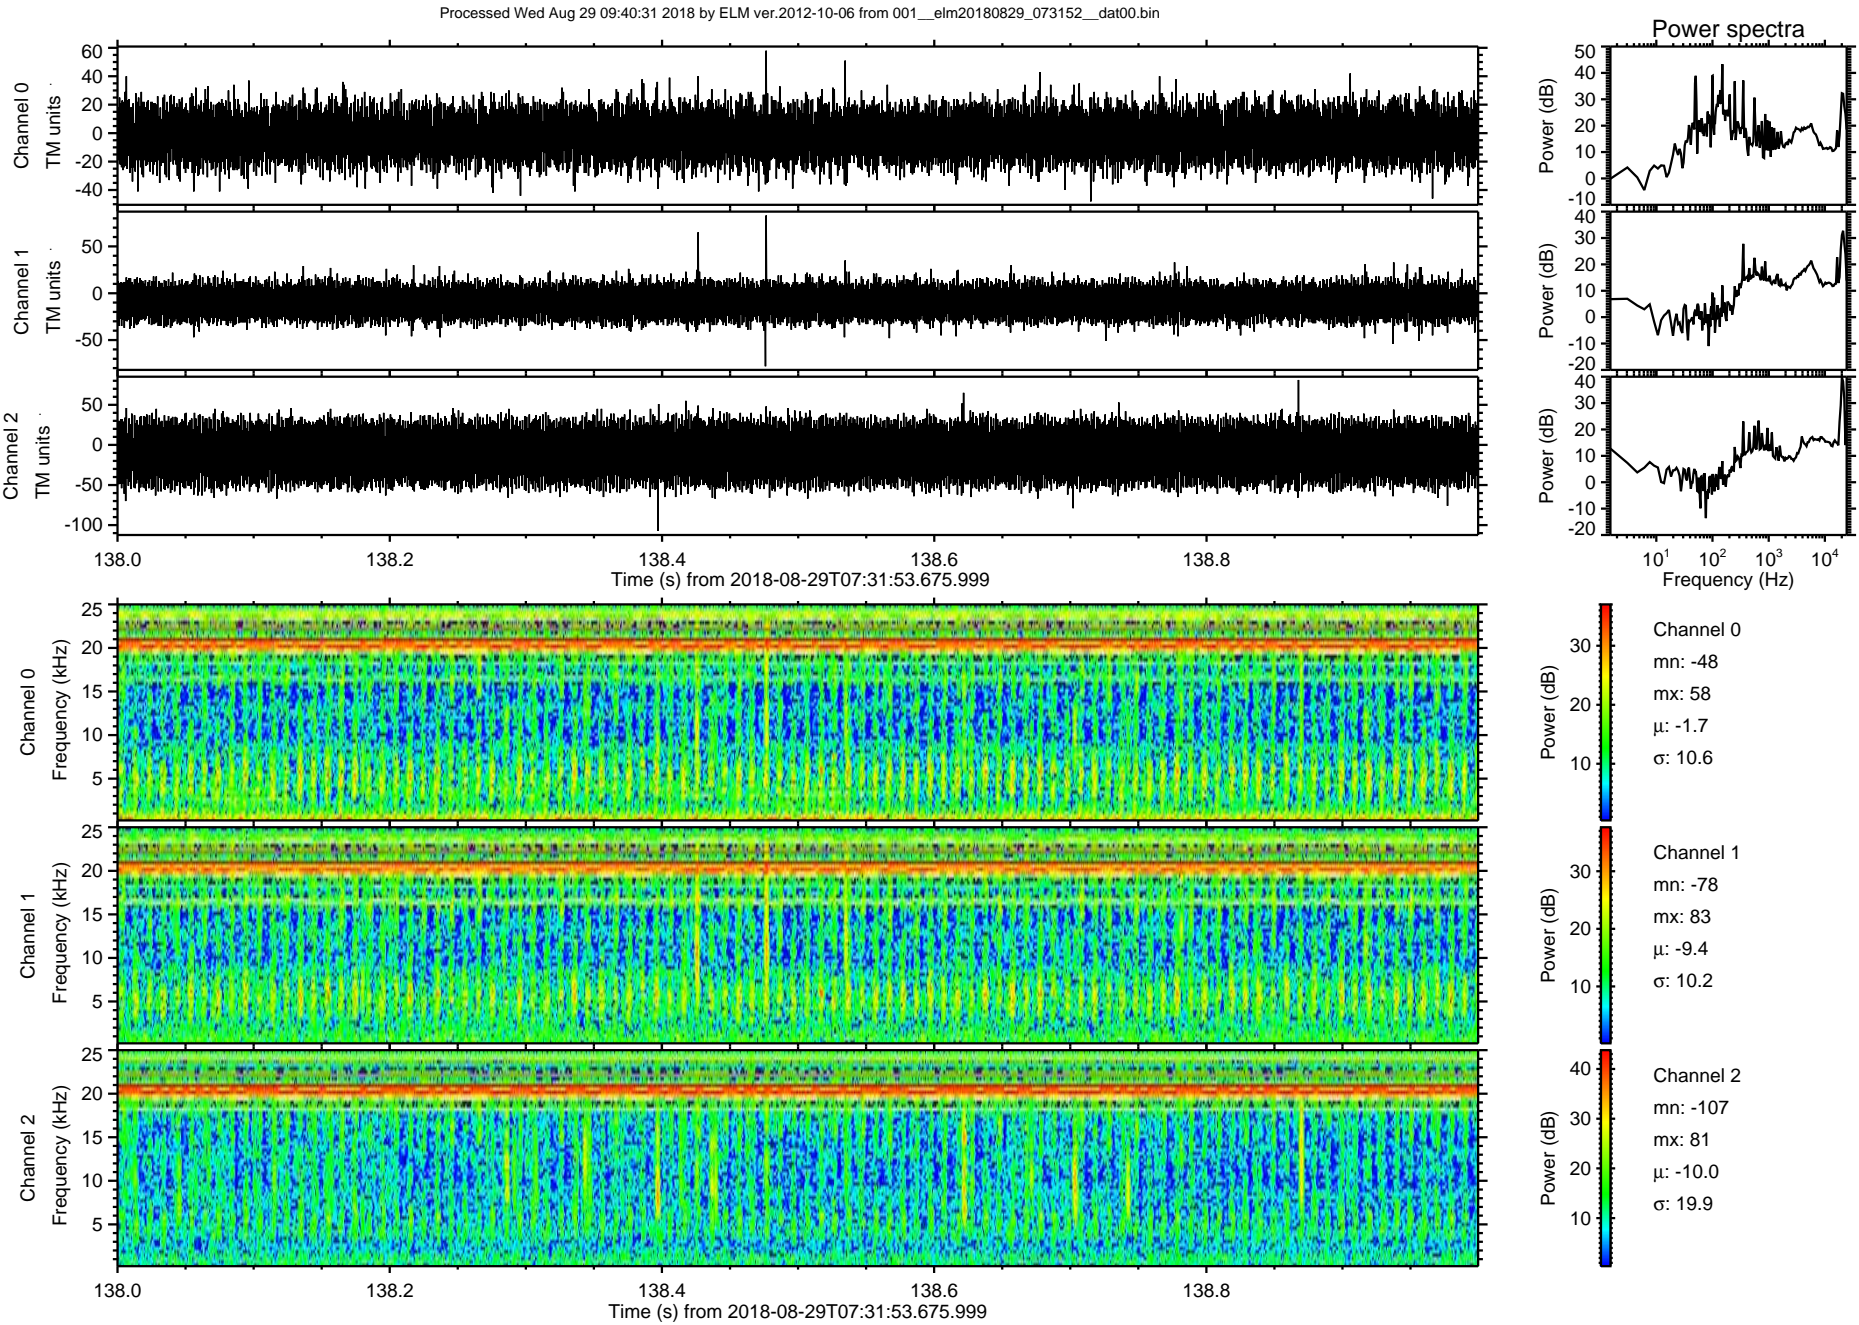 Processed Wed Aug 29 09:40:31 2018 by ELM ver.2012-10-06 from 001__elm20180829_073152__dat00.bin
Power spectra
Channel 0
TM units
60
40
20
0
-20
-40
Power (dB)
50
40
30
20
10
0
-10
Channel 1
TM units
50
0
-50
Power (dB)
40
30
20
10
0
-10
-20
Channel 2
TM units
50
0
-50
-100
Power (dB)
40
30
20
10
0
-10
-20
138.0 138.2 138.4 138.6 138.8
Time (s) from 2018-08-29T07:31:53.675.999
10¹ 10² 10³ 10⁴
Frequency (Hz)
Channel 0
Frequency (kHz)
25
20
15
10
5
Power (dB)
30
20
10
Channel 0
mn: -48
mx: 58
µ: -1.7
σ: 10.6
Channel 1
Frequency (kHz)
25
20
15
10
5
Power (dB)
30
20
10
Channel 1
mn: -78
mx: 83
µ: -9.4
σ: 10.2
Channel 2
Frequency (kHz)
25
20
15
10
5
Power (dB)
40
30
20
10
Channel 2
mn: -107
mx: 81
µ: -10.0
σ: 19.9
138.0 138.2 138.4 138.6 138.8
Time (s) from 2018-08-29T07:31:53.675.999